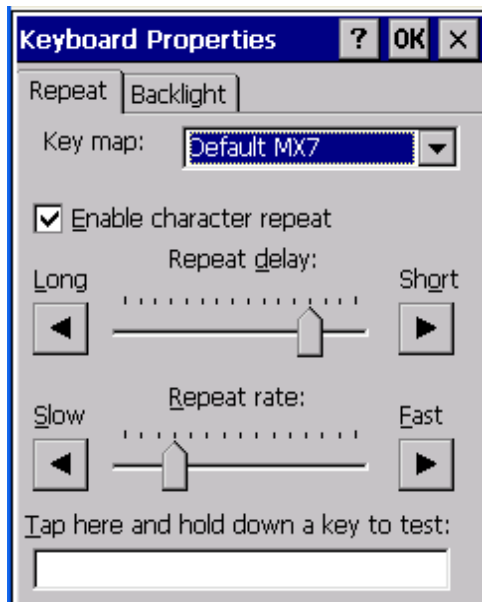 Keyboard Properties ? OK ×
Repeat Backlight
Key map: Default MX7
Enable character repeat
Repeat delay:
Long Short
Repeat rate:
Slow Fast
Tap here and hold down a key to test: